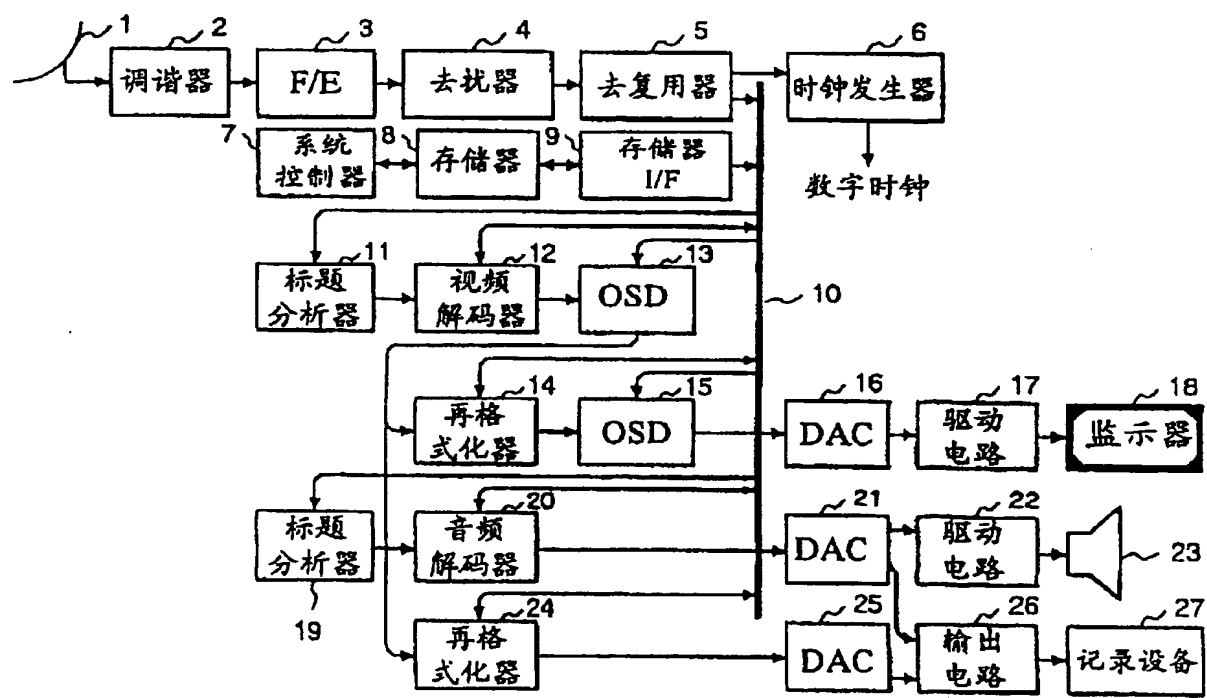 1
2
3
4
5
6
调谐器
F/E
去扰器
去复用器
时钟发生器
7
系统
控制器
8
存储器
9
存储器
I/F
数字时钟
11
标题
分析器
12
视频
解码器
13
OSD
10
14
再格
式化器
15
OSD
16
DAC
17
驱动
电路
18
监示器
标题
分析器
19
20
音频
解码器
21
DAC
22
驱动
电路
23
24
再格
式化器
25
DAC
26
输出
电路
27
记录设备